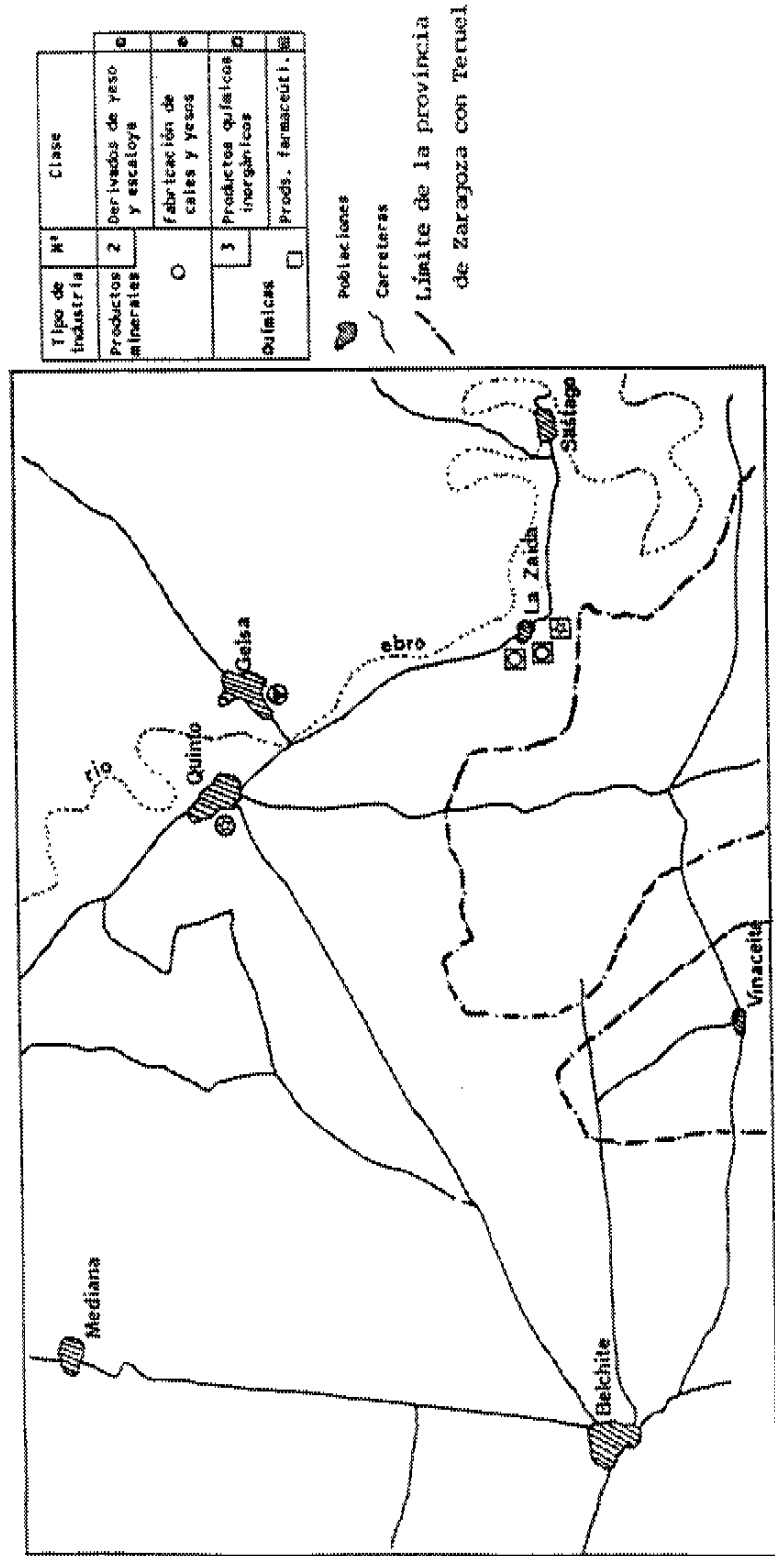 Tipo de industria
Nº
Clase
Productos minerales
2
Derivados de yeso y escaloya
fabricación de cales y yesos
Químicas
3
Productos químicos inorgánicos
Prods. farmaceúti.
Poblaciones
Carreteras
Límite de la provincia de Zaragoza con Teruel
Mediana
río
Quinto
Gelsa
ebro
La Zaida
Sástago
Belchite
Vinaceite